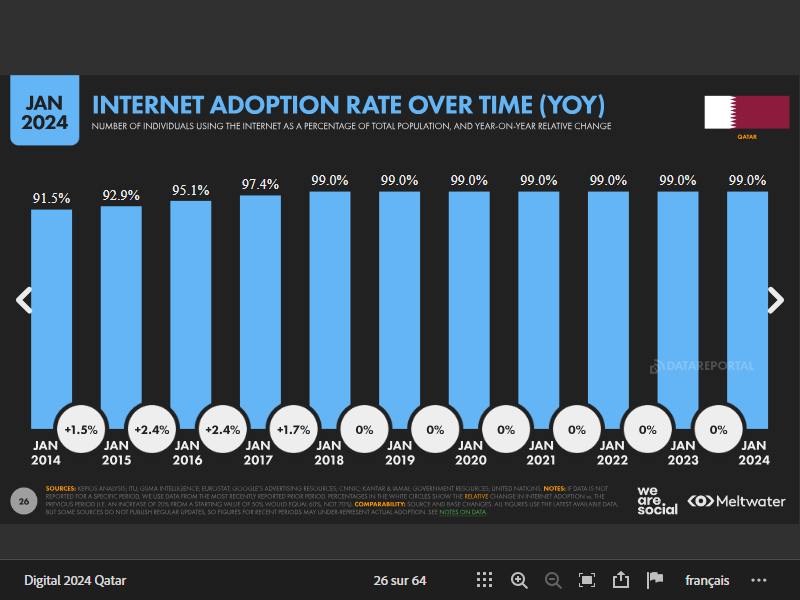 JAN
2024
INTERNET ADOPTION RATE OVER TIME (YOY)
NUMBER OF INDIVIDUALS USING THE INTERNET AS A PERCENTAGE OF TOTAL POPULATION, AND YEAR-ON-YEAR RELATIVE CHANGE
QATAR
91.5% 92.9% 95.1% 97.4% 99.0% 99.0% 99.0% 99.0% 99.0% 99.0% 99.0%
DATAREPORTAL
+1.5% +2.4% +2.4% +1.7% 0% 0% 0% 0% 0% 0%
JAN JAN JAN JAN JAN JAN JAN JAN JAN JAN JAN
2014 2015 2016 2017 2018 2019 2020 2021 2022 2023 2024
26
SOURCES: KEPIOS ANALYSIS; ITU; GSMA INTELLIGENCE; EUROSTAT; GOOGLE'S ADVERTISING RESOURCES; CNNIC; KANTAR & IAMAI; GOVERNMENT RESOURCES; UNITED NATIONS. NOTES: IF DATA IS NOT
REPORTED FOR A SPECIFIC PERIOD, WE USE DATA FROM THE MOST RECENTLY REPORTED PRIOR PERIOD. PERCENTAGES IN THE WHITE CIRCLES SHOW THE RELATIVE CHANGE IN INTERNET ADOPTION vs. THE
PREVIOUS PERIOD (I.E. AN INCREASE OF 20% FROM A STARTING VALUE OF 50% WOULD EQUAL 60%, NOT 70%). COMPARABILITY: SOURCE AND BASE CHANGES. ALL FIGURES USE THE LATEST AVAILABLE DATA,
BUT SOME SOURCES DO NOT PUBLISH REGULAR UPDATES, SO FIGURES FOR RECENT PERIODS MAY UNDER-REPRESENT ACTUAL ADOPTION. SEE NOTES ON DATA.
we
are.
social
Meltwater
Digital 2024 Qatar
26 sur 64
français